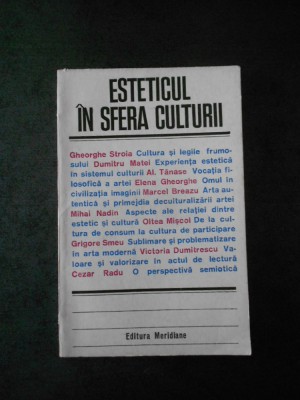 ESTETICUL
ÎN SFERA CULTURII
Gheorghe Stroia Cultura și legile frumo-
sului Dumitru Matei Experiența estetică
în sistemul culturii Al. Tănase Vocația fi-
losofică a artei Elena Gheorghe Omul în
civilizația imaginii Marcel Breazu Arta au-
tentică și primejdia deculturalizării artei
Mihai Nadin Aspecte ale relației dintre
estetic și cultură Oltea Mișcol De la cul-
tura de consum la cultura de participare
Grigore Smeu Sublimare și problematizare
în arta modernă Victoria Dumitrescu Va-
loare și valorizare în actul de lectură
Cezar Radu O perspectivă semiotică
Editura Meridiane